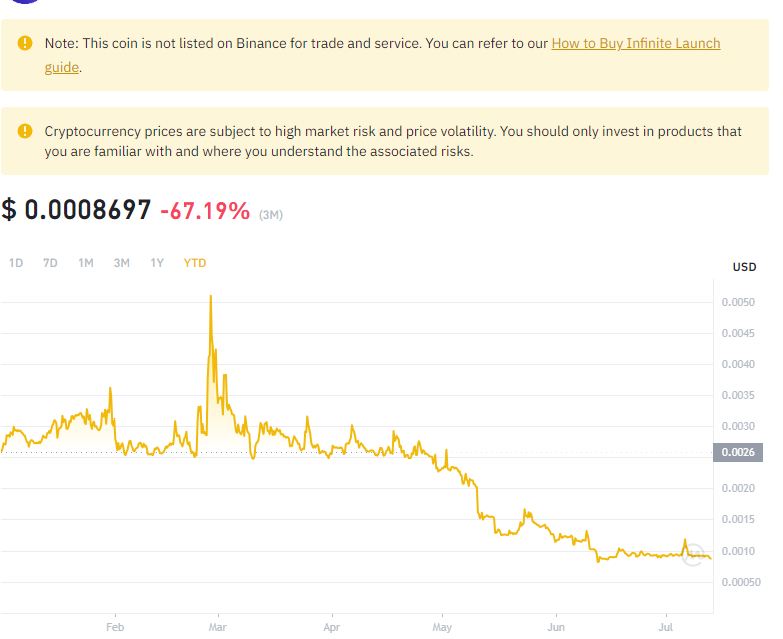 Note: This coin is not listed on Binance for trade and service. You can refer to our How to Buy Infinite Launch
guide.
Cryptocurrency prices are subject to high market risk and price volatility. You should only invest in products that
you are familiar with and where you understand the associated risks.
$ 0.0008697 -67.19% (3M)
1D 7D 1M 3M 1Y YTD
USD
0.0050
0.0045
0.0040
0.0035
0.0030
0.0026
0.0020
0.0015
0.0010
0.00050
Feb Mar Apr May Jun Jul